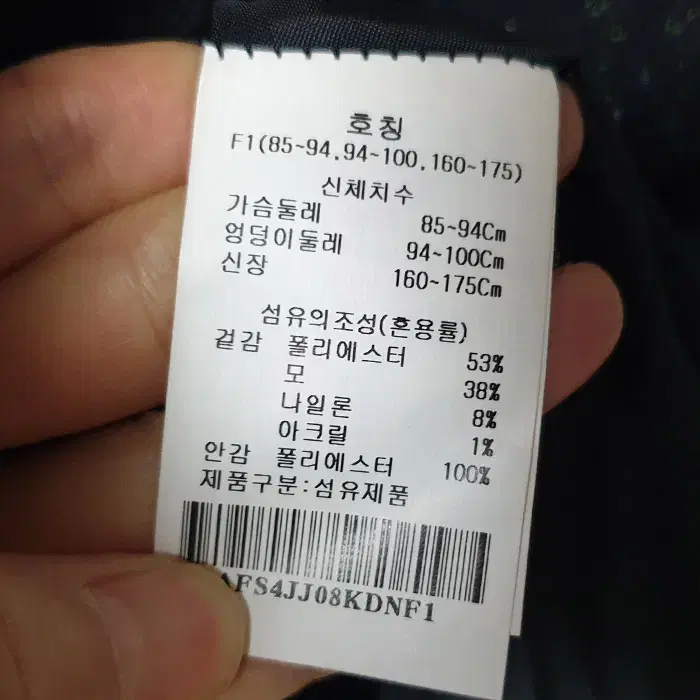 호칭
F1(85~94,94~100,160~175)
신체치수
가슴둘레 85~94Cm
엉덩이둘레 94~100Cm
신장 160~175Cm
섬유의조성(혼용률)
겉감 폴리에스터 53%
모 38%
나일론 8%
아크릴 1%
안감 폴리에스터 100%
제품구분:섬유제품
AFS4JJ08KDNF1